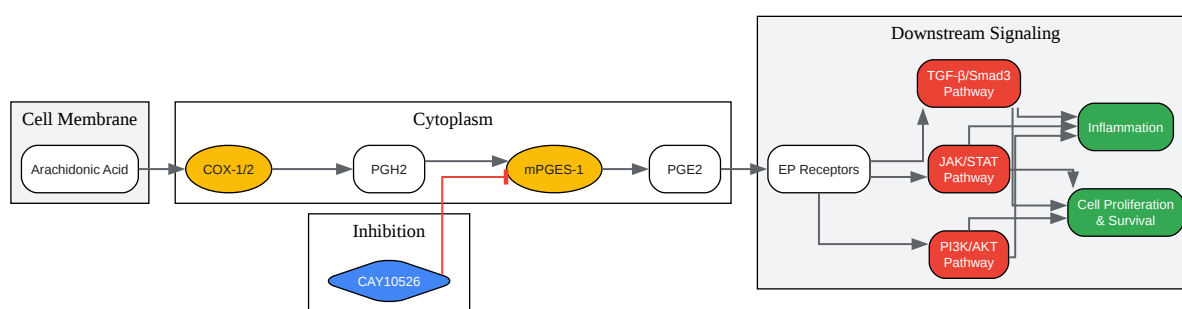 Downstream Signaling
TGF-β/Smad3
Pathway
Cell Membrane
Cytoplasm
Inflammation
Arachidonic Acid
COX-1/2
PGH2
mPGES-1
PGE2
EP Receptors
JAK/STAT
Pathway
Cell Proliferation
& Survival
Inhibition
PI3K/AKT
Pathway
CAY10526